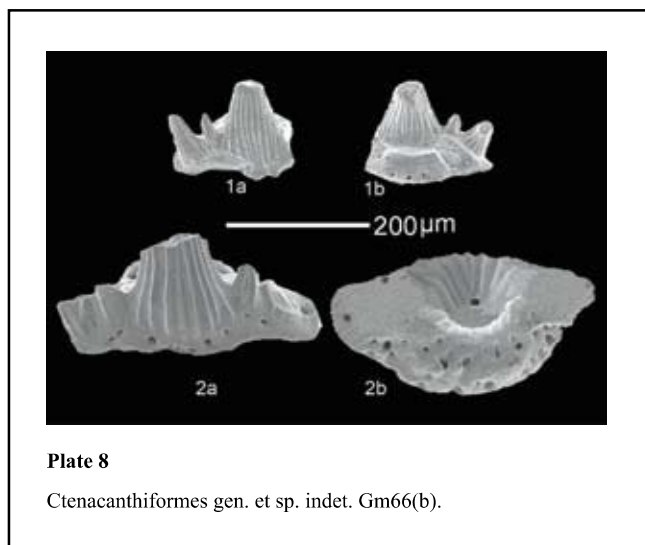 1a 1b
200µm
2a 2b
Plate 8
Ctenacanthiformes gen. et sp. indet. Gm66(b).